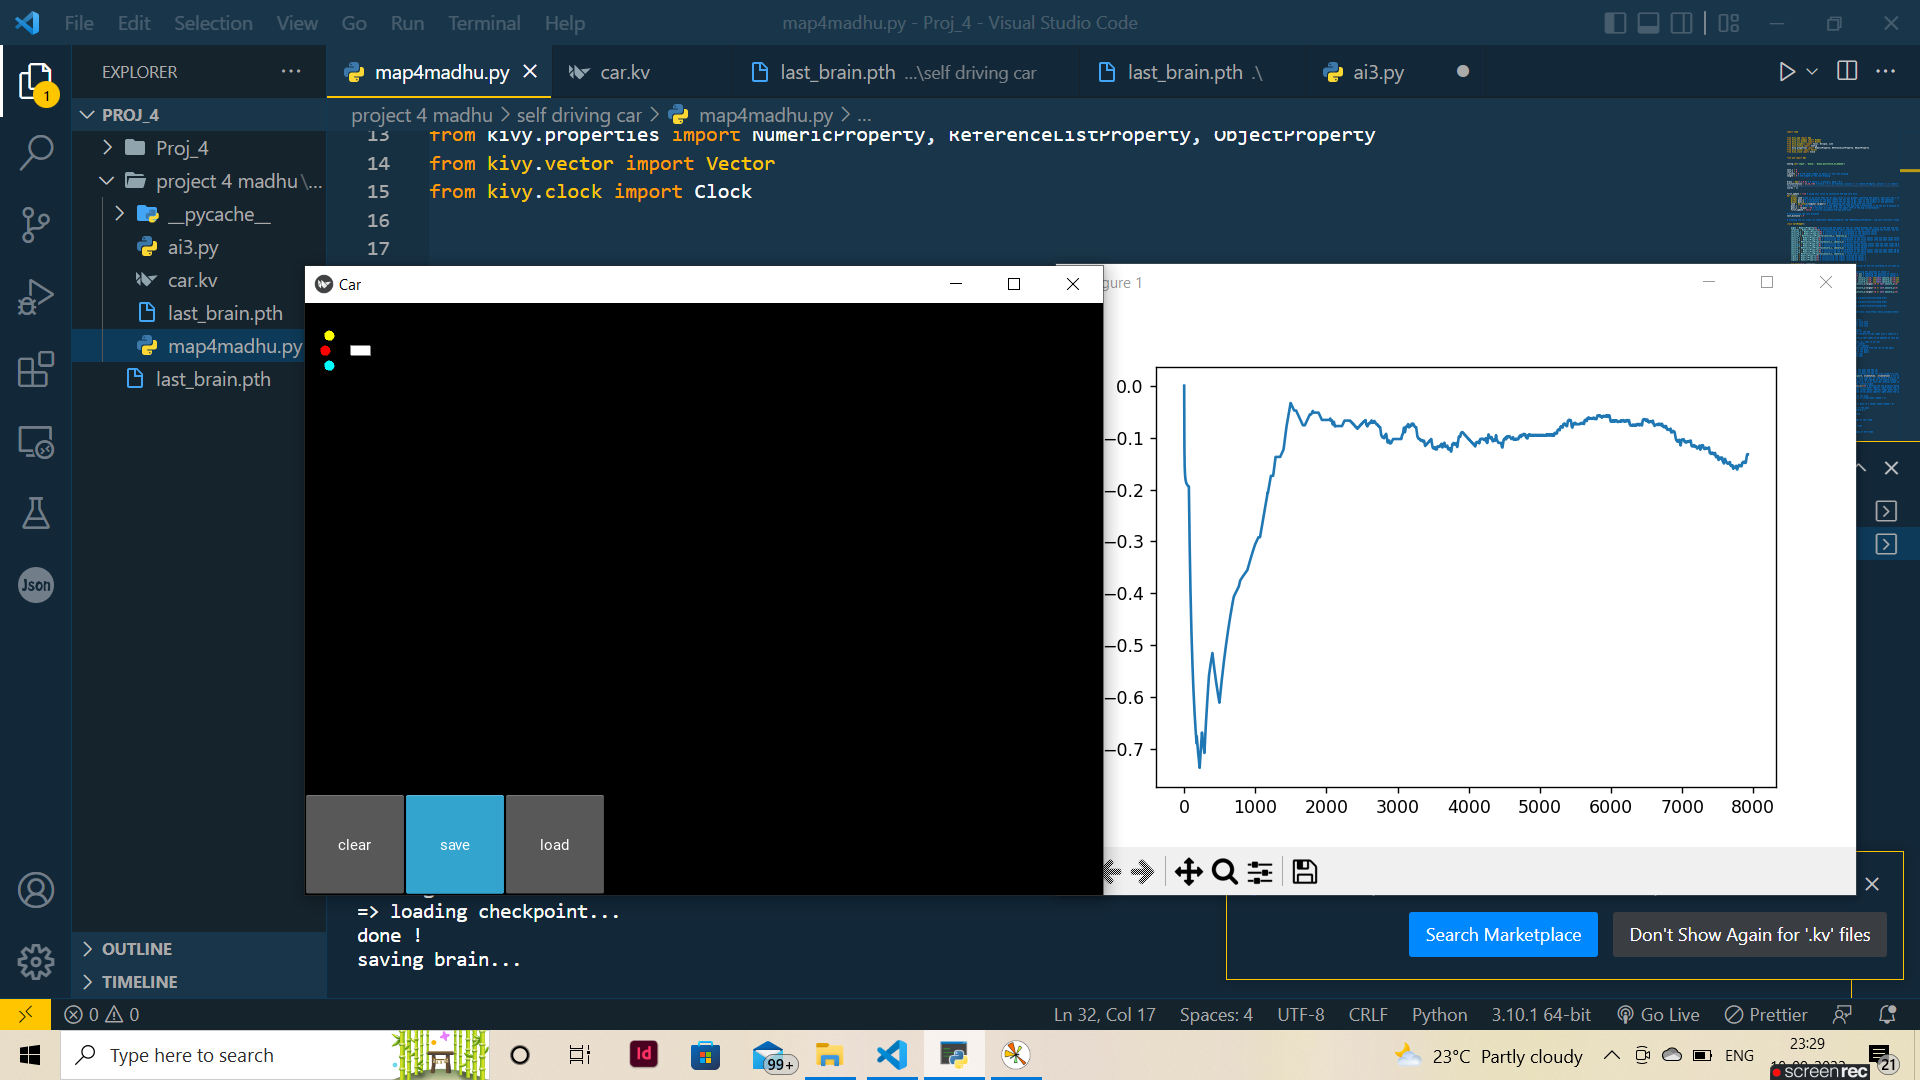 File Edit Selection View Go Run Terminal Help
map4madhu.py - Proj_4 - Visual Studio Code
EXPLORER
map4madhu.py
car.kv
last_brain.pth ...\self driving car
last_brain.pth .\
ai3.py
1
PROJ_4
Proj_4
project 4 madhu \...
__pycache__
ai3.py
car.kv
last_brain.pth
map4madhu.py
last_brain.pth
project 4 madhu > self driving car > map4madhu.py > ...
13 from kivy.properties import NumericProperty, ReferenceListProperty, ObjectProperty
14 from kivy.vector import Vector
15 from kivy.clock import Clock
16
17
Car
clear
save
load
gure 1
0.0
−0.1
−0.2
−0.3
−0.4
−0.5
−0.6
−0.7
0 1000 2000 3000 4000 5000 6000 7000 8000
=> loading checkpoint...
done !
saving brain...
Search Marketplace
Don't Show Again for '.kv' files
Json
OUTLINE
TIMELINE
0 0
Ln 32, Col 17 Spaces: 4 UTF-8 CRLF Python 3.10.1 64-bit Go Live Prettier
Type here to search
Id
99+
23°C Partly cloudy
ENG
23:29
21
screenrec